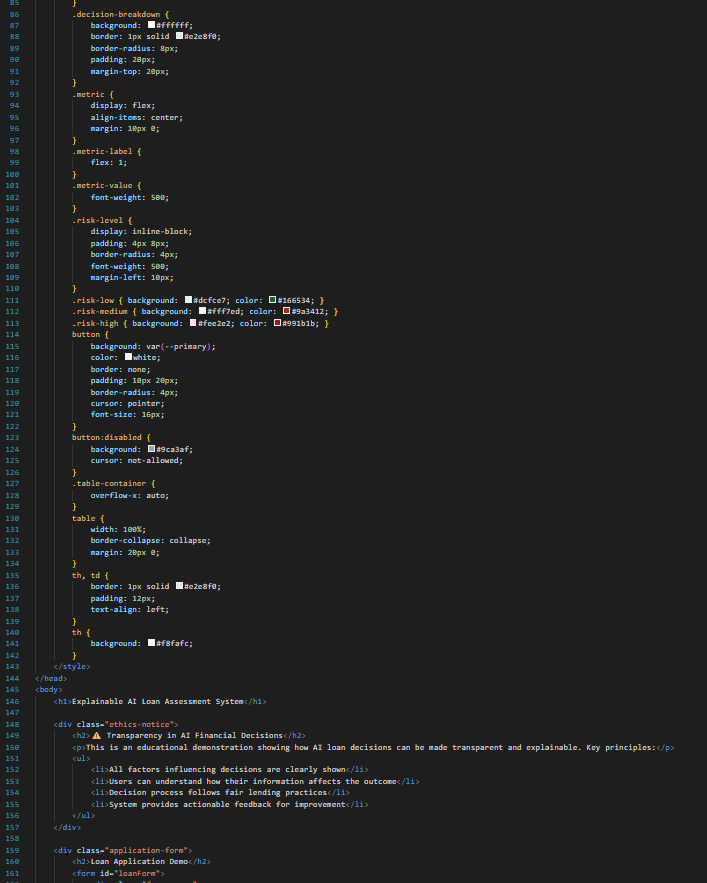 85 }
86 .decision-breakdown {
87 background: #ffffff;
88 border: 1px solid #e2e8f0;
89 border-radius: 8px;
90 padding: 20px;
91 margin-top: 20px;
92 }
93 .metric {
94 display: flex;
95 align-items: center;
96 margin: 10px 0;
97 }
98 .metric-label {
99 flex: 1;
100 }
101 .metric-value {
102 font-weight: 500;
103 }
104 .risk-level {
105 display: inline-block;
106 padding: 4px 8px;
107 border-radius: 4px;
108 font-weight: 500;
109 margin-left: 10px;
110 }
111 .risk-low { background: #dcfce7; color: #166534; }
112 .risk-medium { background: #fff7ed; color: #9a3412; }
113 .risk-high { background: #fee2e2; color: #991b1b; }
114 button {
115 background: var(--primary);
116 color: white;
117 border: none;
118 padding: 10px 20px;
119 border-radius: 4px;
120 cursor: pointer;
121 font-size: 16px;
122 }
123 button:disabled {
124 background: #9ca3af;
125 cursor: not-allowed;
126 }
127 .table-container {
128 overflow-x: auto;
129 }
130 table {
131 width: 100%;
132 border-collapse: collapse;
133 margin: 20px 0;
134 }
135 th, td {
136 border: 1px solid #e2e8f0;
137 padding: 12px;
138 text-align: left;
139 }
140 th {
141 background: #f8fafc;
142 }
143 </style>
144 </head>
145 <body>
146 <h1>Explainable AI Loan Assessment System</h1>
147
148 <div class="ethics-notice">
149 <h2>⚠ Transparency in AI Financial Decisions</h2>
150 <p>This is an educational demonstration showing how AI loan decisions can be made transparent and explainable. Key principles:</p>
151 <ul>
152 <li>All factors influencing decisions are clearly shown</li>
153 <li>Users can understand how their information affects the outcome</li>
154 <li>Decision process follows fair lending practices</li>
155 <li>System provides actionable feedback for improvement</li>
156 </ul>
157 </div>
158
159 <div class="application-form">
160 <h2>Loan Application Demo</h2>
161 <form id="loanForm">